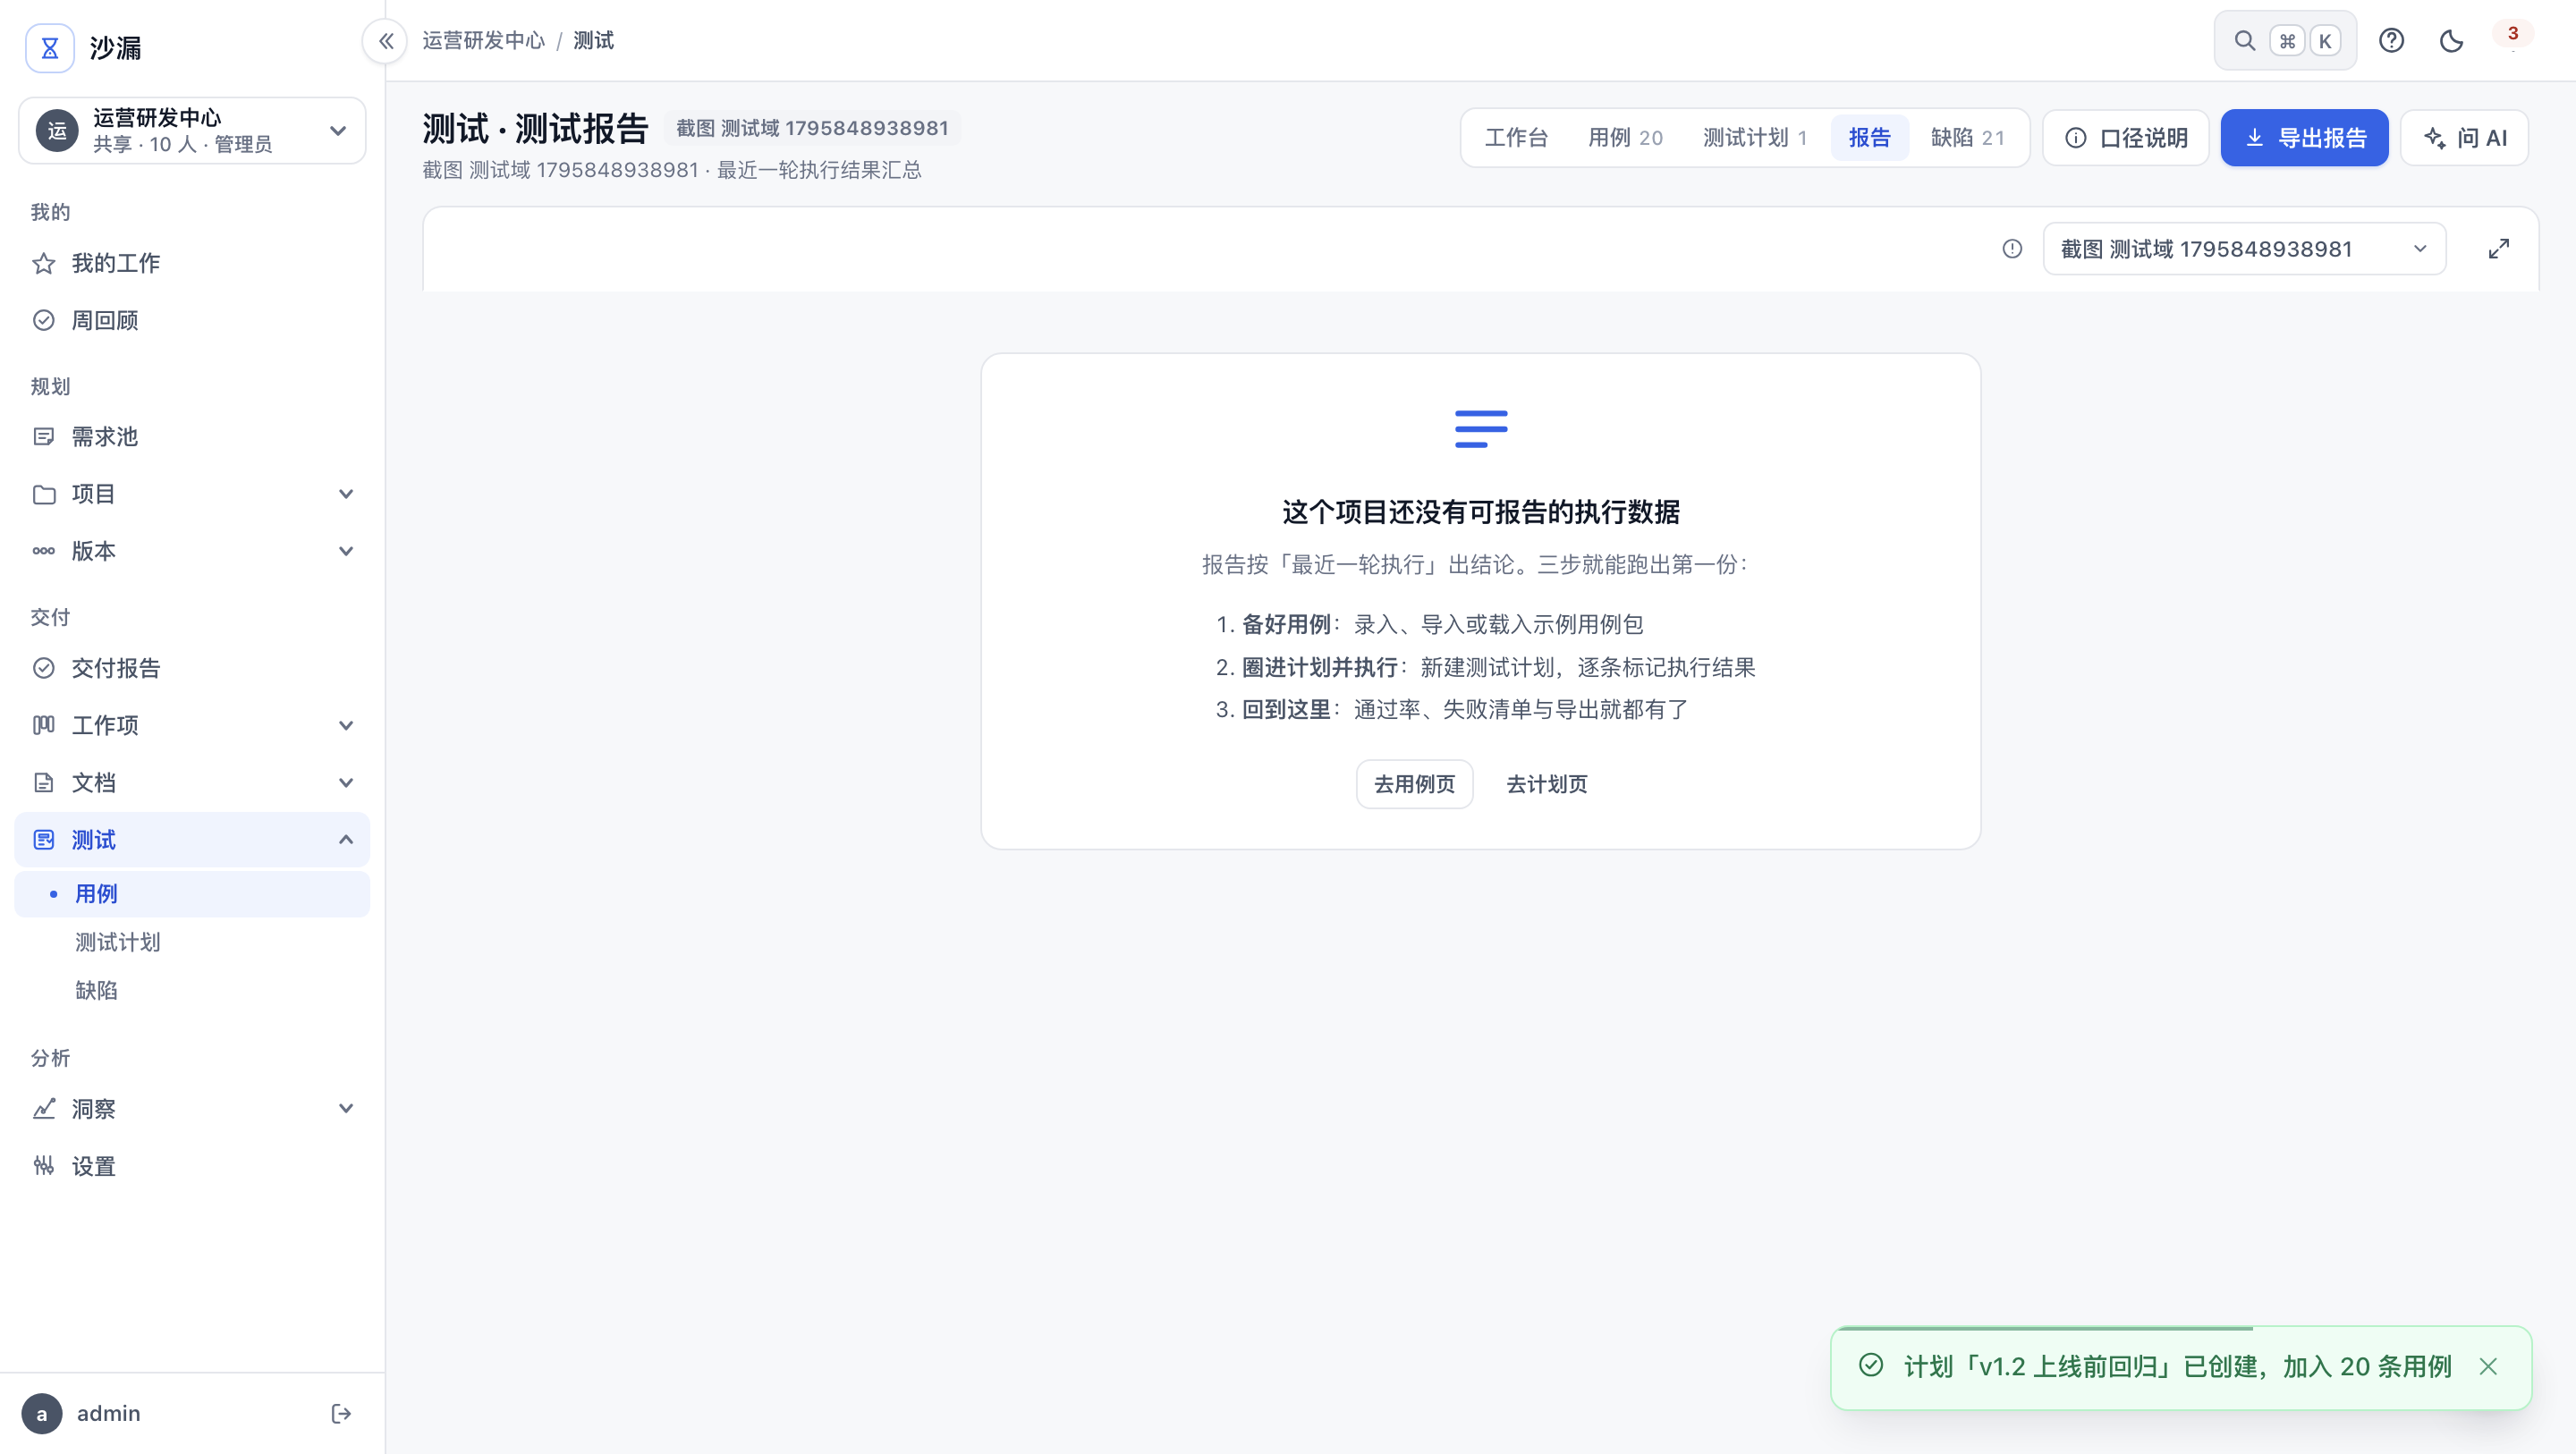 沙漏
运
运营研发中心
共享 · 10 人 · 管理员
我的
我的工作
周回顾
规划
需求池
项目
版本
交付
交付报告
工作项
文档
测试
用例
测试计划
缺陷
分析
洞察
设置
a admin
运营研发中心 / 测试
⌘ K
3
测试 · 测试报告 截图 测试域 1795848938981
截图 测试域 1795848938981 · 最近一轮执行结果汇总
工作台 用例 20 测试计划 1 报告 缺陷 21
口径说明
导出报告
问 AI
截图 测试域 1795848938981
这个项目还没有可报告的执行数据
报告按「最近一轮执行」出结论。三步就能跑出第一份：
1. 备好用例：录入、导入或载入示例用例包
2. 圈进计划并执行：新建测试计划，逐条标记执行结果
3. 回到这里：通过率、失败清单与导出就都有了
去用例页 去计划页
计划「v1.2 上线前回归」已创建，加入 20 条用例